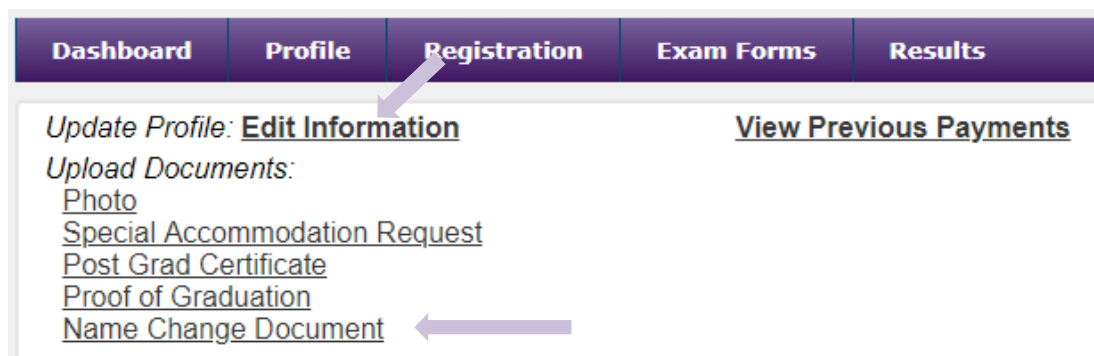 Dashboard Profile Registration Exam Forms Results
Update Profile: Edit Information View Previous Payments
Upload Documents:
Photo
Special Accommodation Request
Post Grad Certificate
Proof of Graduation
Name Change Document